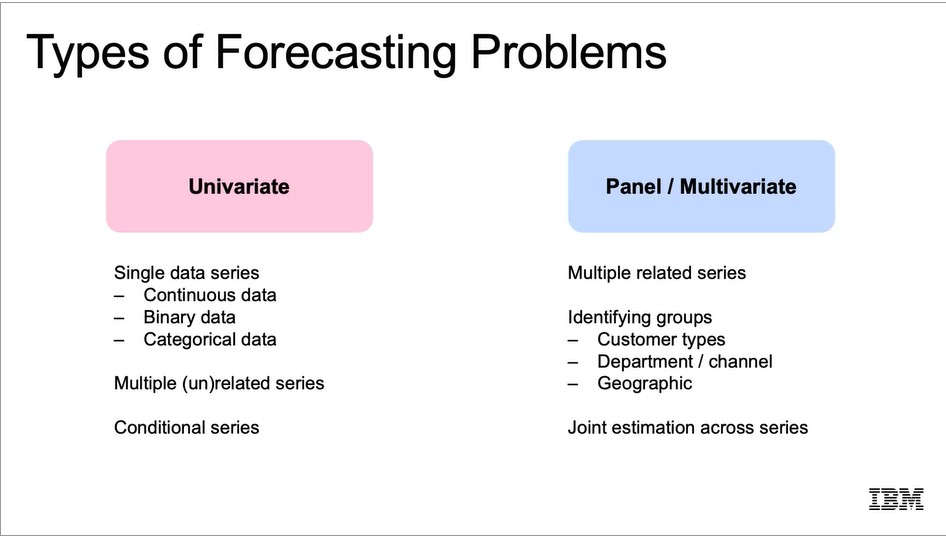 Types of Forecasting Problems
Univariate
Single data series
– Continuous data
– Binary data
– Categorical data
Multiple (un)related series
Conditional series
Panel / Multivariate
Multiple related series
Identifying groups
– Customer types
– Department / channel
– Geographic
Joint estimation across series
IBM